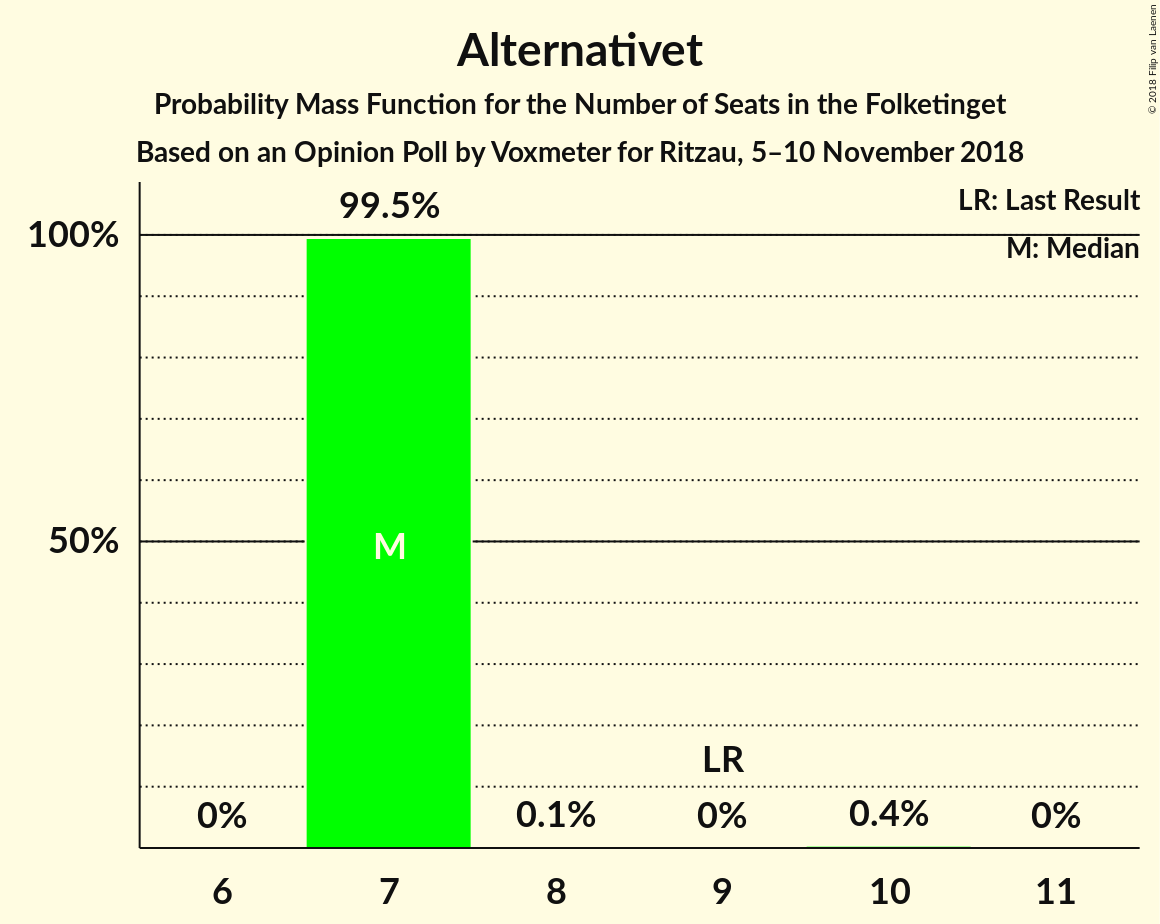 Alternativet
Probability Mass Function for the Number of Seats in the Folketinget
Based on an Opinion Poll by Voxmeter for Ritzau, 5–10 November 2018
© 2018 Filip van Laenen
LR: Last Result
M: Median
99.5%
100%
50%
M
LR
0%
0.1%
0%
0.4%
0%
6
7
8
9
10
11